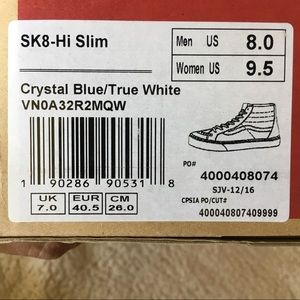 SK8-Hi Slim
Men US 8.0
Women US 9.5
Crystal Blue/True White
VN0A32R2MQW
PO#
4000408074
SJV-12/16
CPSIA PO/CUT#
400040807409999
1 90286 90531 8
UK EUR CM
7.0 40.5 26.0